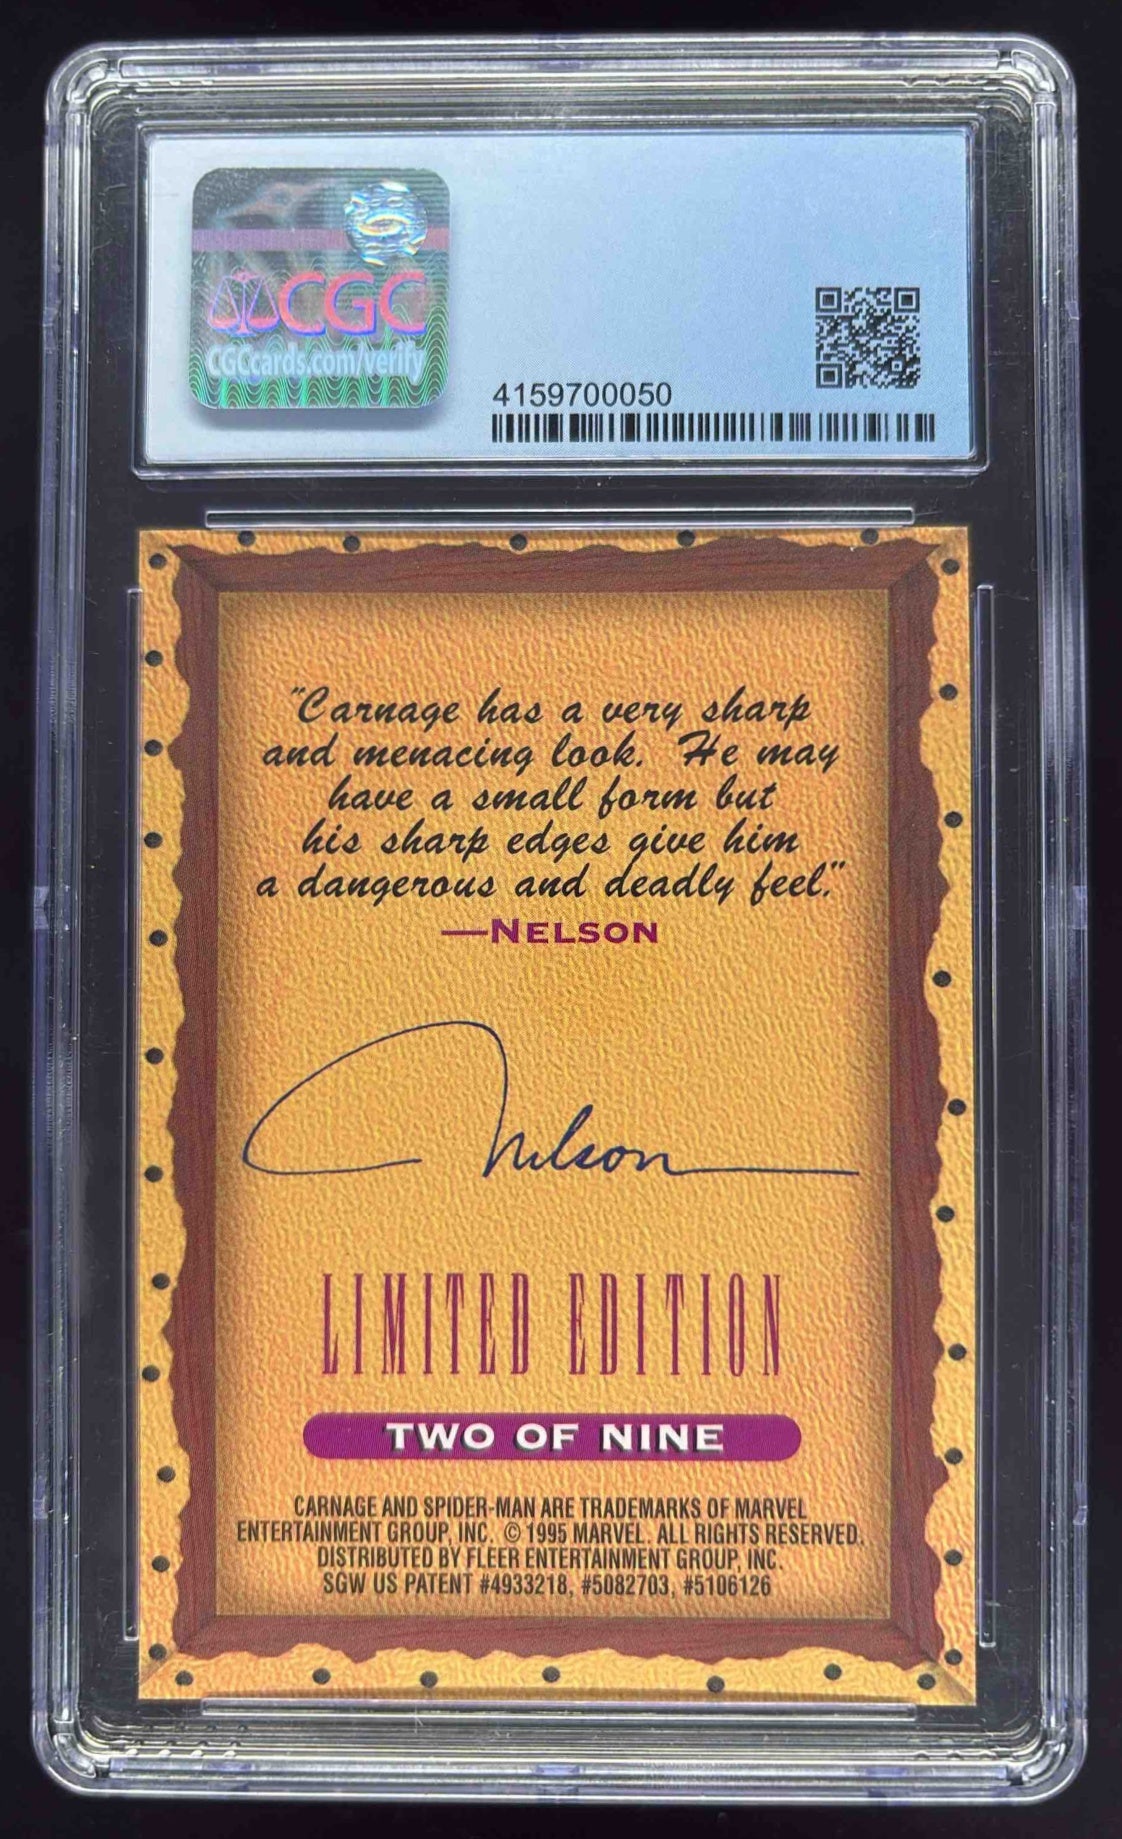 CGC
CGCcards.com/verify
4159700050
"Carnage has a very sharp
and menacing look. He may
have a small form but
his sharp edges give him
a dangerous and deadly feel."
—NELSON
Nelson
LIMITED EDITION
TWO OF NINE
CARNAGE AND SPIDER-MAN ARE TRADEMARKS OF MARVEL
ENTERTAINMENT GROUP, INC. © 1995 MARVEL. ALL RIGHTS RESERVED.
DISTRIBUTED BY FLEER ENTERTAINMENT GROUP, INC.
SGW US PATENT #4933218, #5082703, #5106126